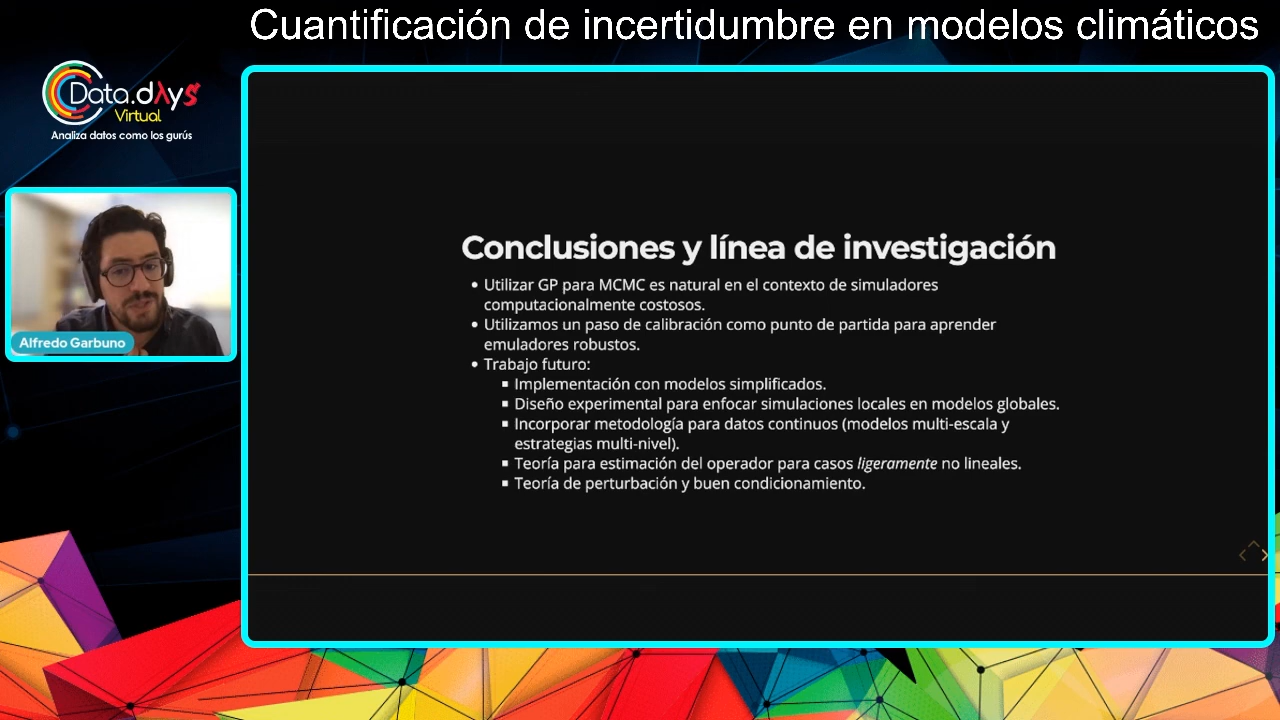 Cuantificación de incertidumbre en modelos climáticos
Data.dAys
Virtual
Analiza datos como los gurús
Alfredo Garbuno
Conclusiones y línea de investigación
• Utilizar GP para MCMC es natural en el contexto de simuladores
computacionalmente costosos.
• Utilizamos un paso de calibración como punto de partida para aprender
emuladores robustos.
• Trabajo futuro:
▪ Implementación con modelos simplificados.
▪ Diseño experimental para enfocar simulaciones locales en modelos globales.
▪ Incorporar metodología para datos continuos (modelos multi-escala y
estrategias multi-nivel).
▪ Teoría para estimación del operador para casos ligeramente no lineales.
▪ Teoría de perturbación y buen condicionamiento.